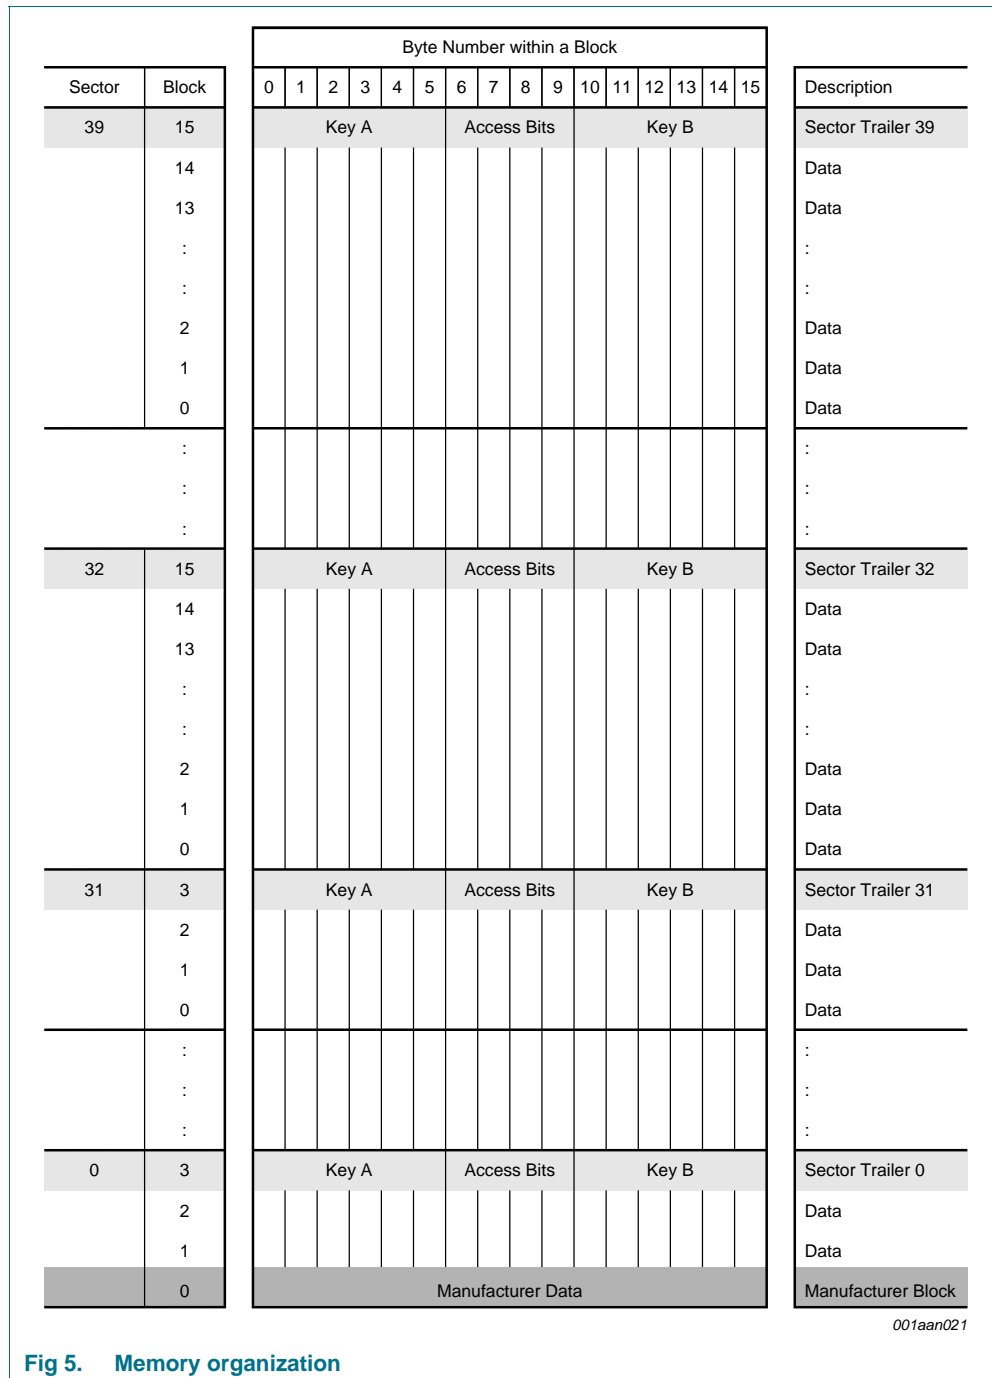 Byte Number within a Block
Sector Block 0 1 2 3 4 5 6 7 8 9 10 11 12 13 14 15 Description
39 15 Key A Access Bits Key B Sector Trailer 39
14 Data
13 Data
: :
: :
2 Data
1 Data
0 Data
: :
: :
: :
32 15 Key A Access Bits Key B Sector Trailer 32
14 Data
13 Data
: :
: :
2 Data
1 Data
0 Data
31 3 Key A Access Bits Key B Sector Trailer 31
2 Data
1 Data
0 Data
: :
: :
: :
0 3 Key A Access Bits Key B Sector Trailer 0
2 Data
1 Data
0 Manufacturer Data Manufacturer Block
001aan021
Fig 5. Memory organization